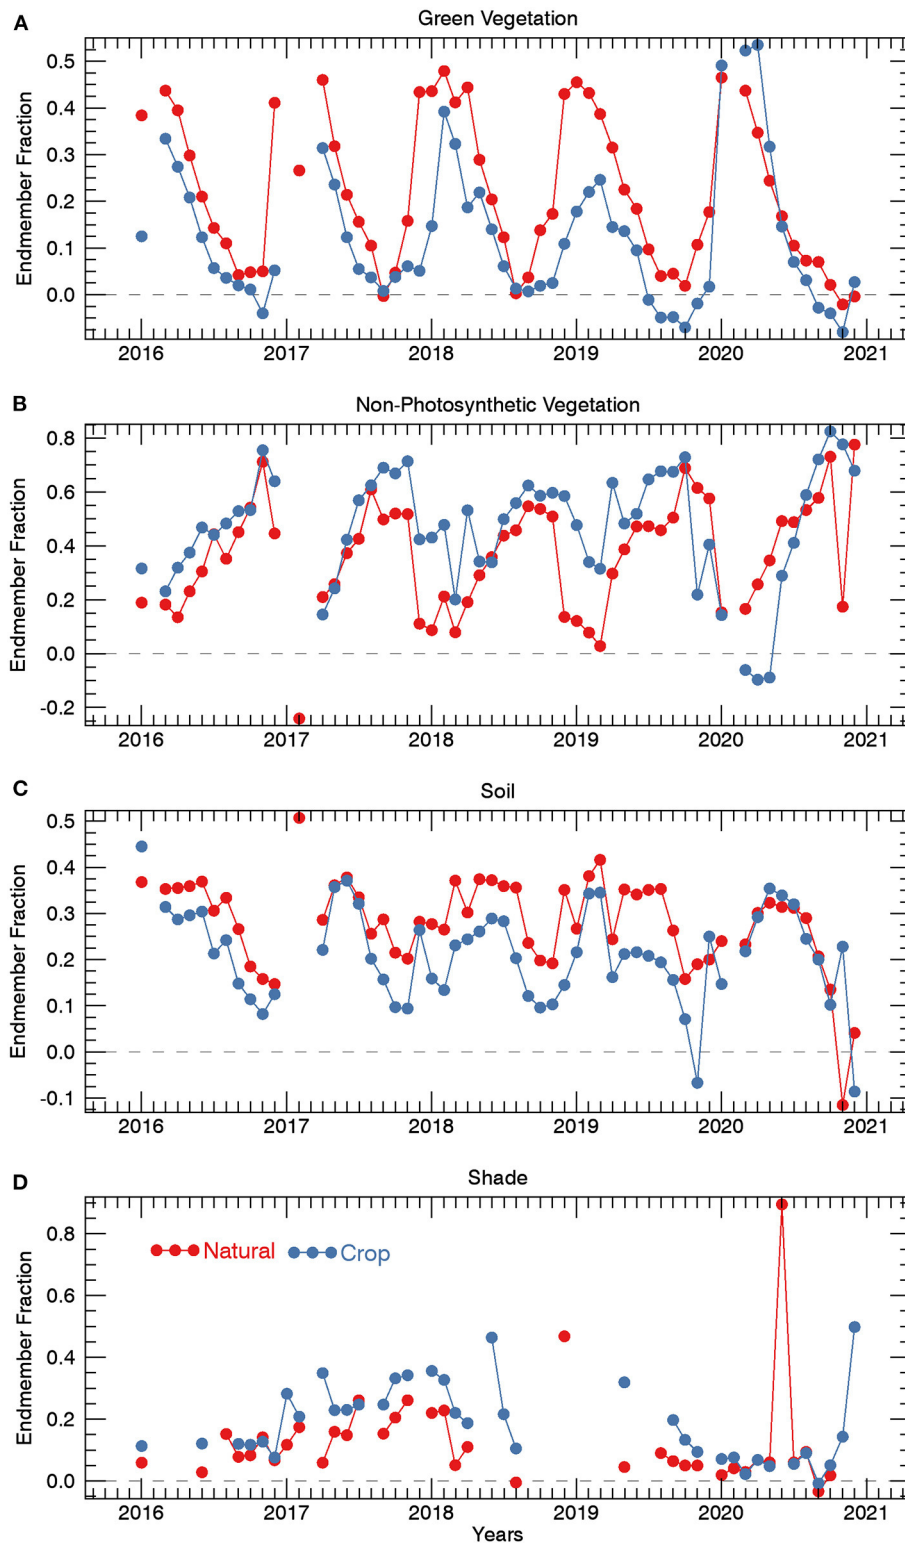 A
Green Vegetation
Endmember Fraction
0.5
0.4
0.3
0.2
0.1
0.0
2016 2017 2018 2019 2020 2021
B
Non-Photosynthetic Vegetation
Endmember Fraction
0.8
0.6
0.4
0.2
0.0
-0.2
2016 2017 2018 2019 2020 2021
C
Soil
Endmember Fraction
0.5
0.4
0.3
0.2
0.1
0.0
-0.1
2016 2017 2018 2019 2020 2021
D
Shade
Endmember Fraction
0.8
0.6
0.4
0.2
0.0
Natural Crop
2016 2017 2018 2019 2020 2021
Years